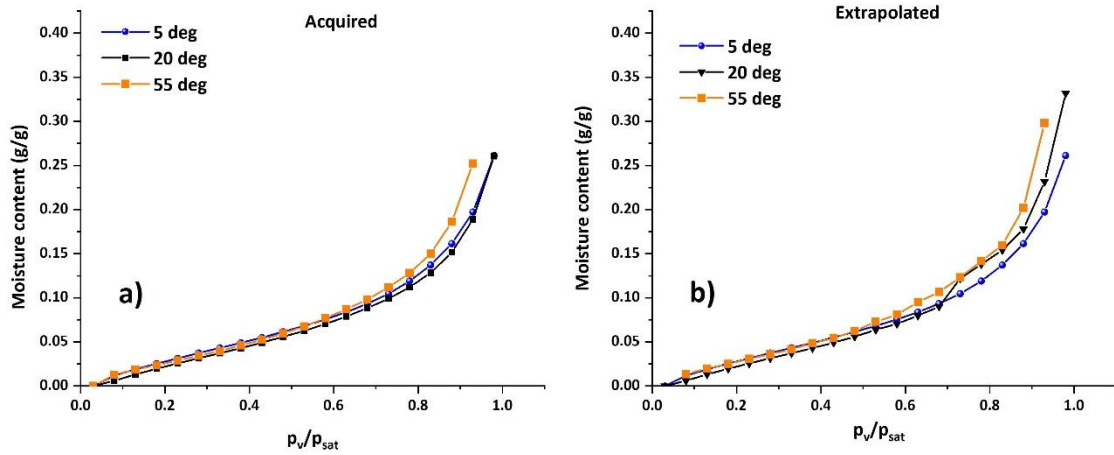 Acquired
5 deg
20 deg
55 deg
a)
Moisture content (g/g)
0.40
0.35
0.30
0.25
0.20
0.15
0.10
0.05
0.00
0.0 0.2 0.4 0.6 0.8 1.0
pv/psat
Extrapolated
5 deg
20 deg
55 deg
b)
Moisture content (g/g)
0.40
0.35
0.30
0.25
0.20
0.15
0.10
0.05
0.00
0.0 0.2 0.4 0.6 0.8 1.0
pv/psat